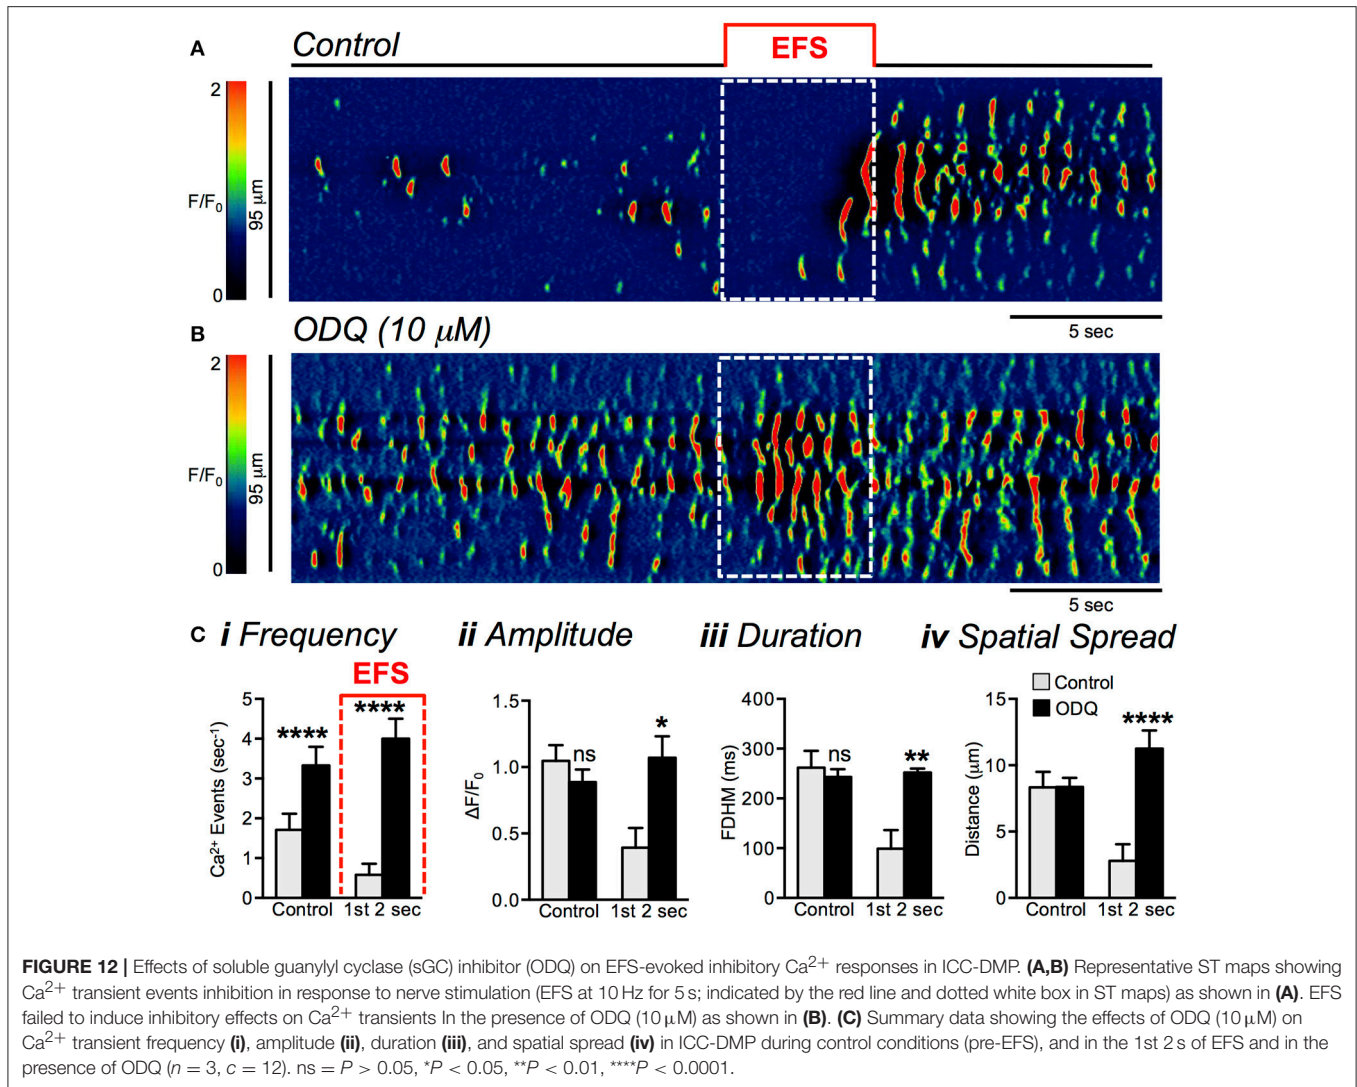 A Control EFS
2
F/F0
0
95 μm
5 sec
B ODQ (10 μM)
2
F/F0
0
95 μm
5 sec
C i Frequency ii Amplitude iii Duration iv Spatial Spread
EFS
Ca2+ Events (sec-1)
5
4
3
2
1
0
**** ****
Control 1st 2 sec
ΔF/F0
1.5
1.0
0.5
0.0
ns *
Control 1st 2 sec
FDHM (ms)
400
300
200
100
0
ns **
Control 1st 2 sec
Control
ODQ
Distance (μm)
15
10
5
0
****
Control 1st 2 sec
FIGURE 12 | Effects of soluble guanylyl cyclase (sGC) inhibitor (ODQ) on EFS-evoked inhibitory Ca2+ responses in ICC-DMP. (A,B) Representative ST maps showing
Ca2+ transient events inhibition in response to nerve stimulation (EFS at 10 Hz for 5 s; indicated by the red line and dotted white box in ST maps) as shown in (A). EFS
failed to induce inhibitory effects on Ca2+ transients In the presence of ODQ (10 μM) as shown in (B). (C) Summary data showing the effects of ODQ (10 μM) on
Ca2+ transient frequency (i), amplitude (ii), duration (iii), and spatial spread (iv) in ICC-DMP during control conditions (pre-EFS), and in the 1st 2 s of EFS and in the
presence of ODQ (n = 3, c = 12). ns = P > 0.05, *P < 0.05, **P < 0.01, ****P < 0.0001.